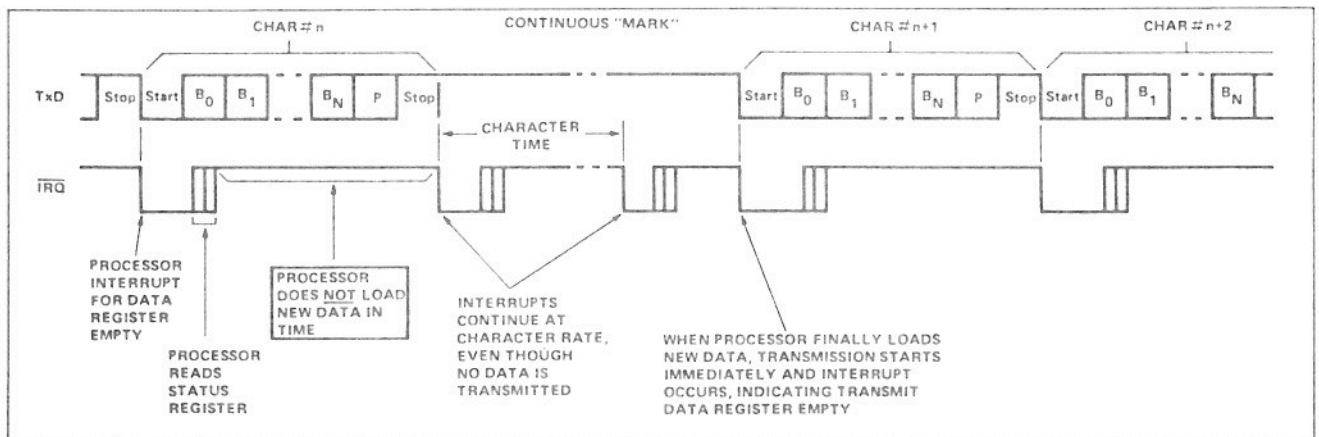 CHAR#n
CONTINUOUS "MARK"
CHAR#n+1
CHAR#n+2
TxD
Stop Start B0 B1 BN P Stop
Start B0 B1 BN P Stop Start B0 B1 BN
CHARACTER
TIME
IRQ
PROCESSOR
INTERRUPT
FOR DATA
REGISTER
EMPTY
PROCESSOR
READS
STATUS
REGISTER
PROCESSOR
DOES NOT LOAD
NEW DATA IN
TIME
INTERRUPTS
CONTINUE AT
CHARACTER RATE,
EVEN THOUGH
NO DATA IS
TRANSMITTED
WHEN PROCESSOR FINALLY LOADS
NEW DATA, TRANSMISSION STARTS
IMMEDIATELY AND INTERRUPT
OCCURS, INDICATING TRANSMIT
DATA REGISTER EMPTY